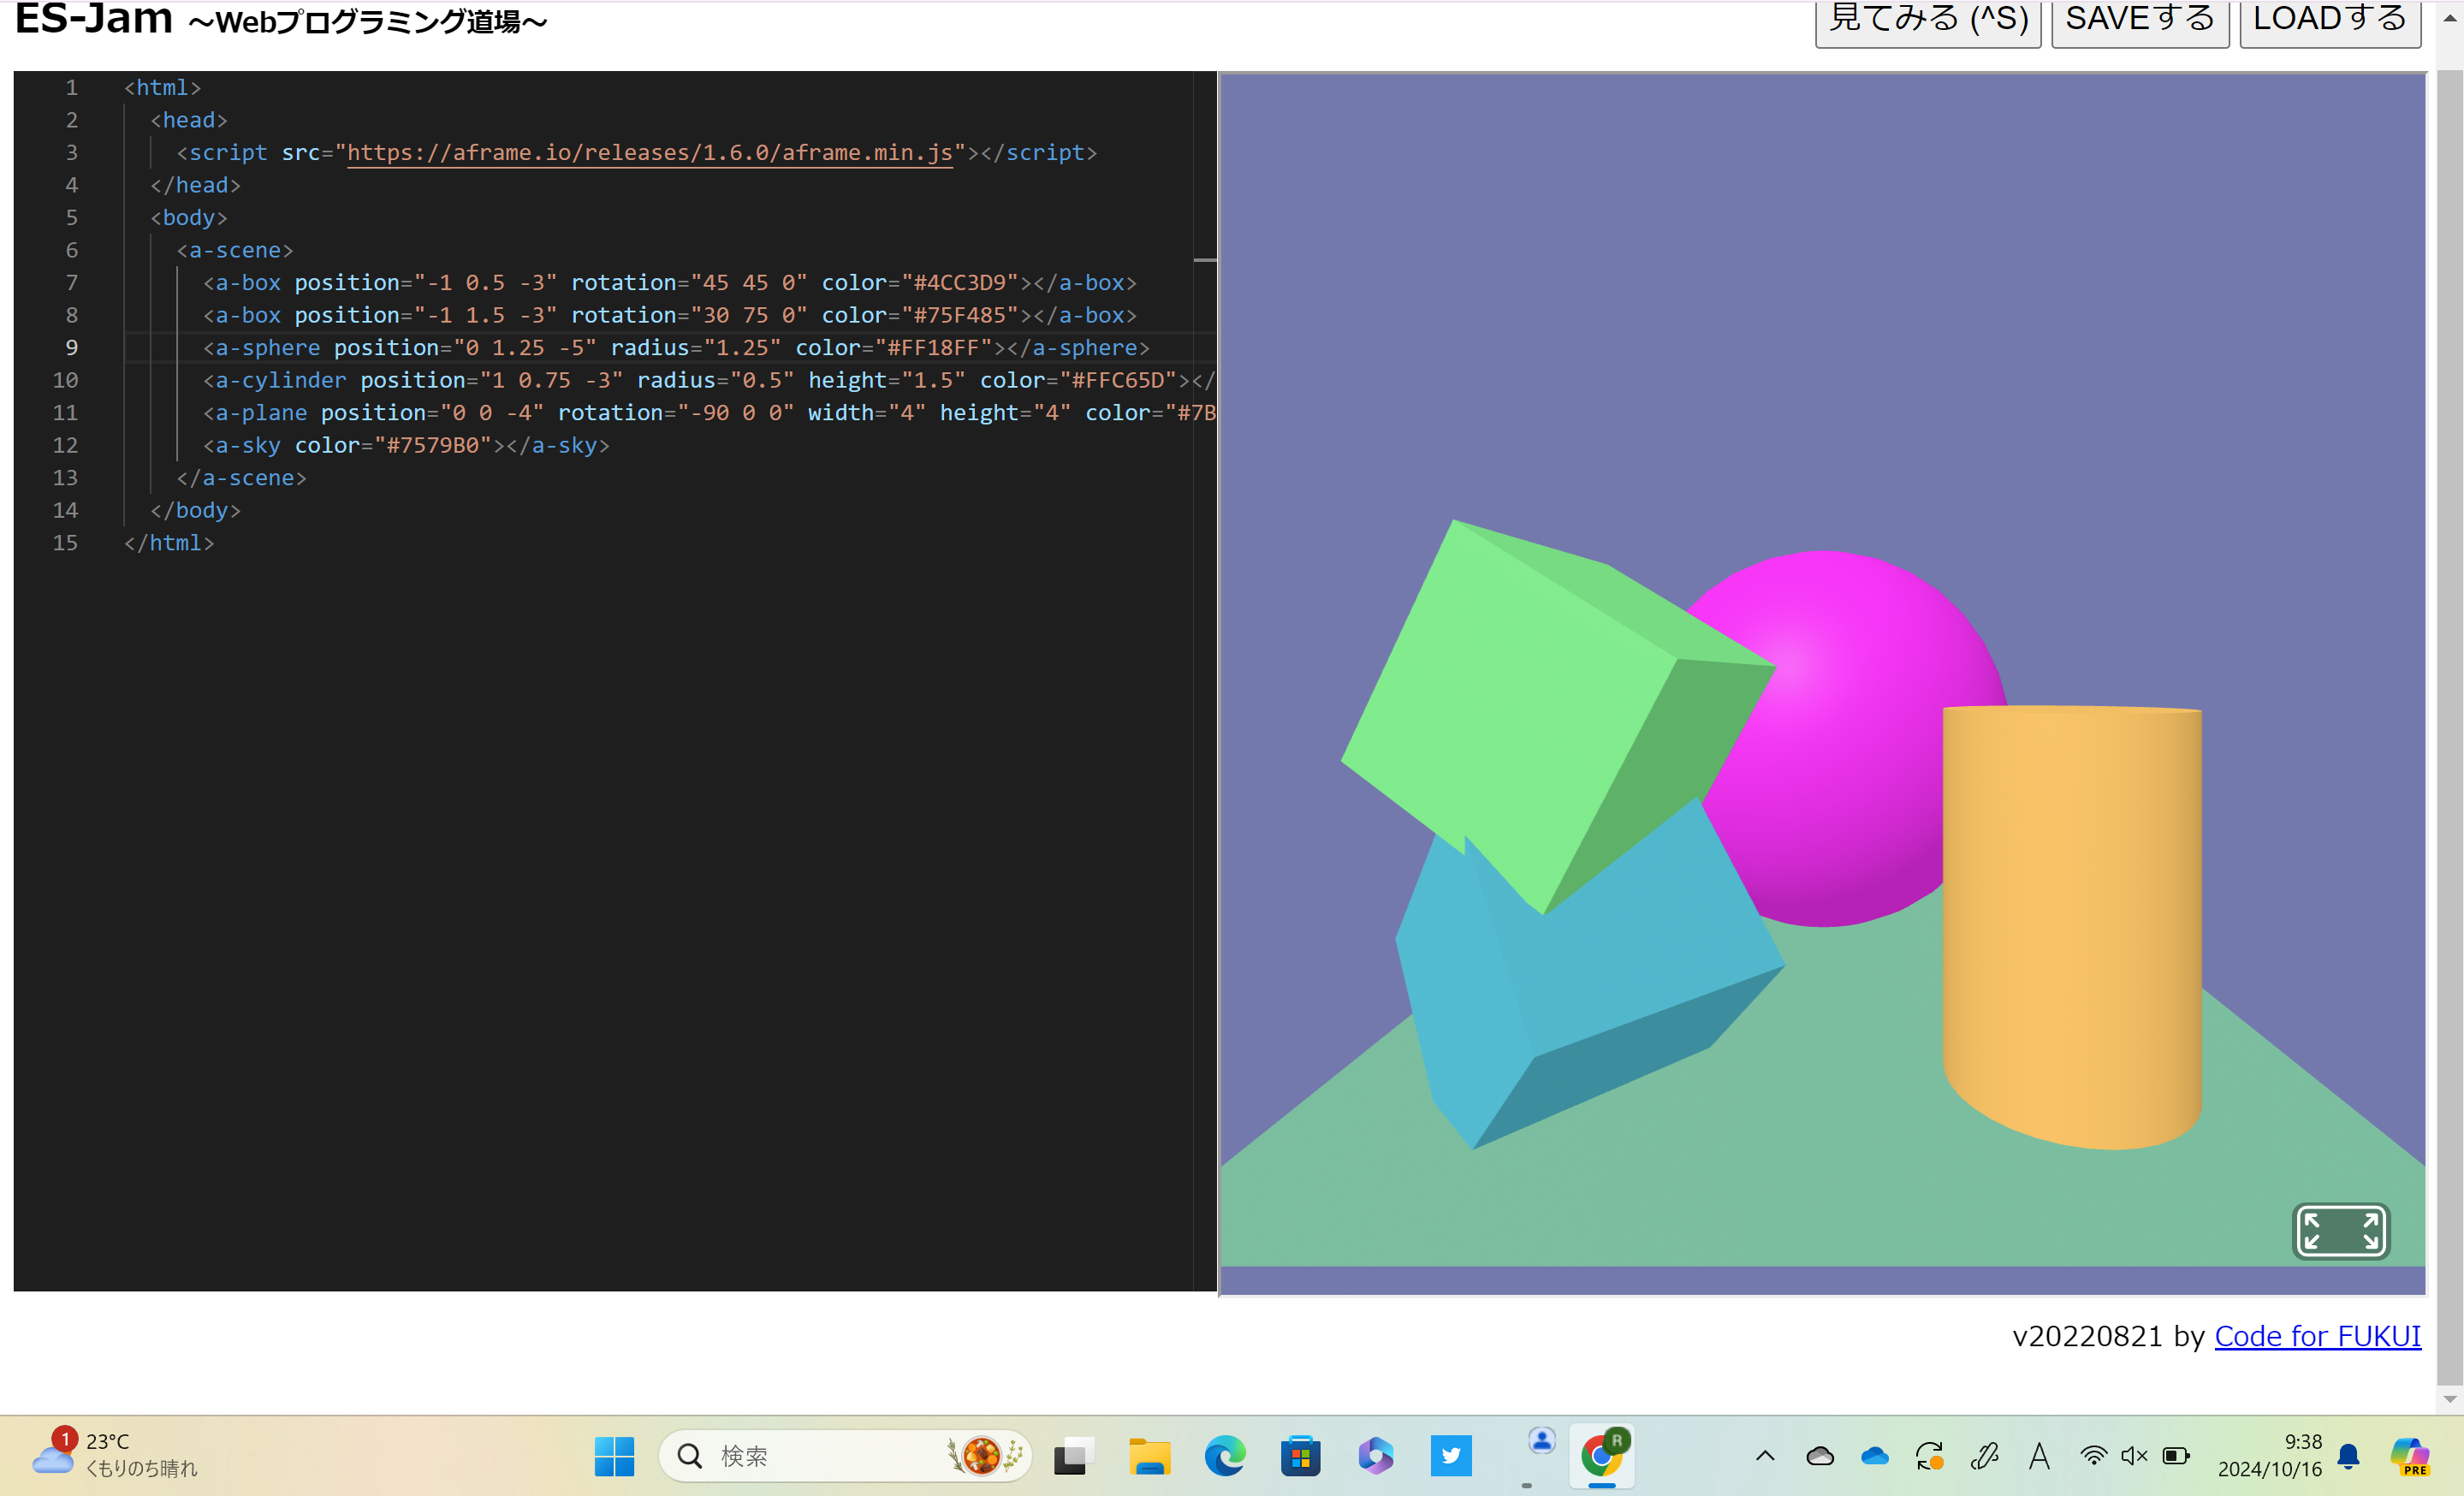 ES-Jam ～Webプログラミング道場～
見てみる (^S) SAVEする LOADする
1 <html>
2 <head>
3 <script src="https://aframe.io/releases/1.6.0/aframe.min.js"></script>
4 </head>
5 <body>
6 <a-scene>
7 <a-box position="-1 0.5 -3" rotation="45 45 0" color="#4CC3D9"></a-box>
8 <a-box position="-1 1.5 -3" rotation="30 75 0" color="#75F485"></a-box>
9 <a-sphere position="0 1.25 -5" radius="1.25" color="#FF18FF"></a-sphere>
10 <a-cylinder position="1 0.75 -3" radius="0.5" height="1.5" color="#FFC65D"></
11 <a-plane position="0 0 -4" rotation="-90 0 0" width="4" height="4" color="#7B
12 <a-sky color="#7579B0"></a-sky>
13 </a-scene>
14 </body>
15 </html>
v20220821 by Code for FUKUI
1
23°C
くもりのち晴れ
検索
R
A
9:38
2024/10/16
PRE